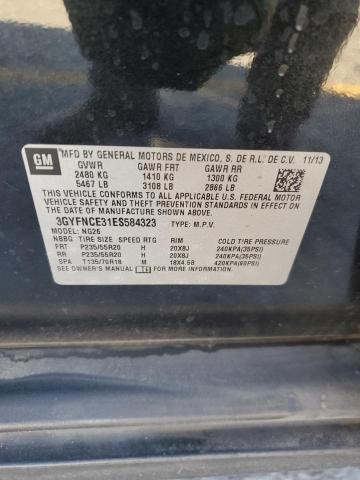 GM MFD BY GENERAL MOTORS DE MEXICO, S. DE R.L. DE C.V. 11/13
GVWR GAWR FRT GAWR RR
2480 KG 1410 KG 1300 KG
5467 LB 3108 LB 2866 LB
THIS VEHICLE CONFORMS TO ALL APPLICABLE U.S. FEDERAL MOTOR
VEHICLE SAFETY AND THEFT PREVENTION STANDARDS IN EFFECT ON THE DATE OF
MANUFACTURE SHOWN ABOVE.
3GYFNCE31ES584323 TYPE: M.P.V.
MODEL: NG26
NBBG TIRE SIZE SPEED RTG RIM COLD TIRE PRESSURE
FRT P235/55R20 H 20X8J 240KPA(35PSI)
RR P235/55R20 H 20X8J 240KPA(35PSI)
SPA T135/70R18 M 18X4.5B 420KPA(60PSI)
SEE OWNER'S MANUAL FOR MORE INFORMATION.